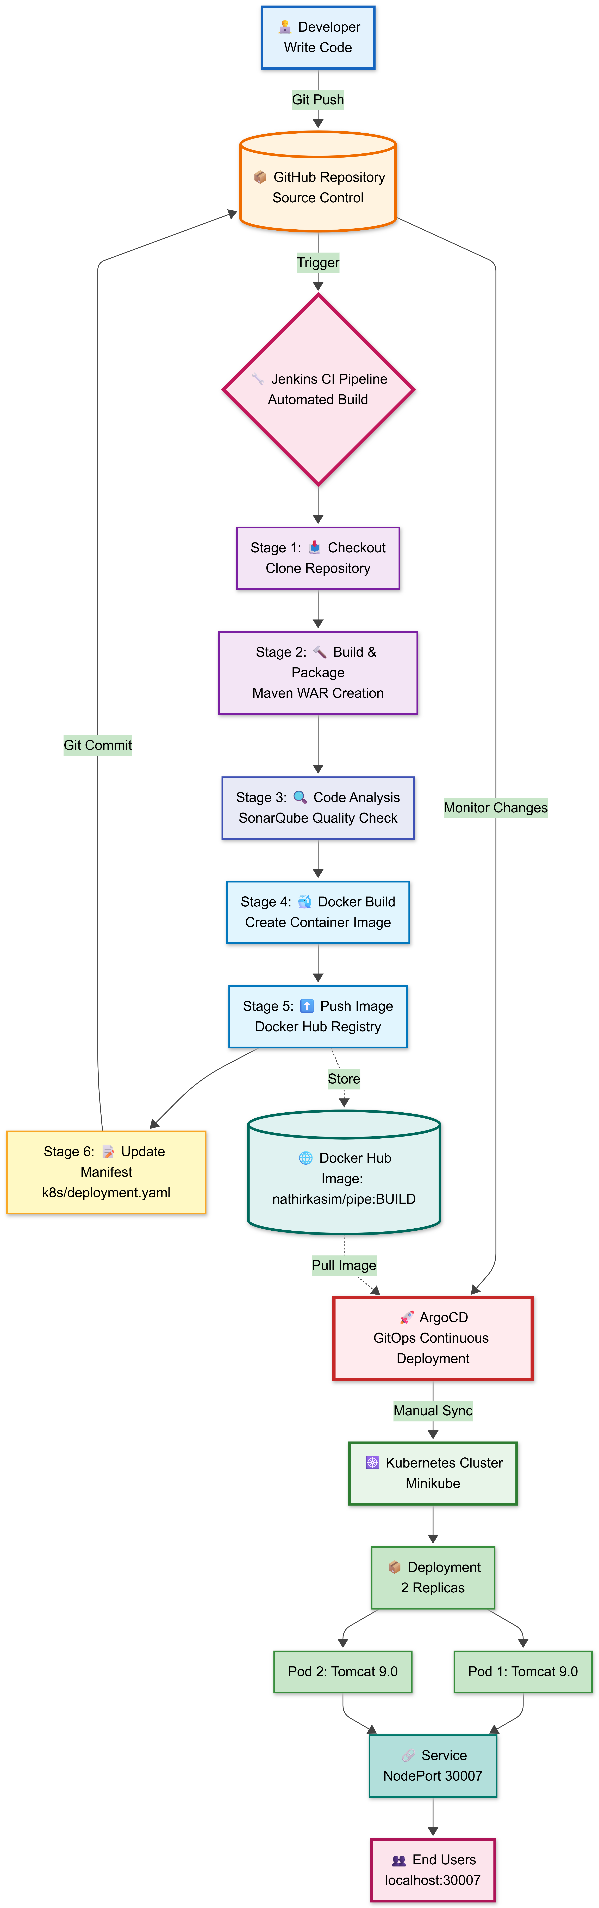 🧑‍💻 Developer
Write Code
Git Push
📦 GitHub Repository
Source Control
Trigger
🔧 Jenkins CI Pipeline
Automated Build
Stage 1: 📥 Checkout
Clone Repository
Stage 2: 🔨 Build &
Package
Maven WAR Creation
Git Commit
Stage 3: 🔍 Code Analysis
SonarQube Quality Check
Monitor Changes
Stage 4: 🐳 Docker Build
Create Container Image
Stage 5: ⬆️ Push Image
Docker Hub Registry
Store
Stage 6: 📝 Update
Manifest
k8s/deployment.yaml
🌐 Docker Hub
Image:
nathirkasim/pipe:BUILD
Pull Image
🚀 ArgoCD
GitOps Continuous
Deployment
Manual Sync
☸️ Kubernetes Cluster
Minikube
📦 Deployment
2 Replicas
Pod 2: Tomcat 9.0
Pod 1: Tomcat 9.0
🔗 Service
NodePort 30007
👥 End Users
localhost:30007